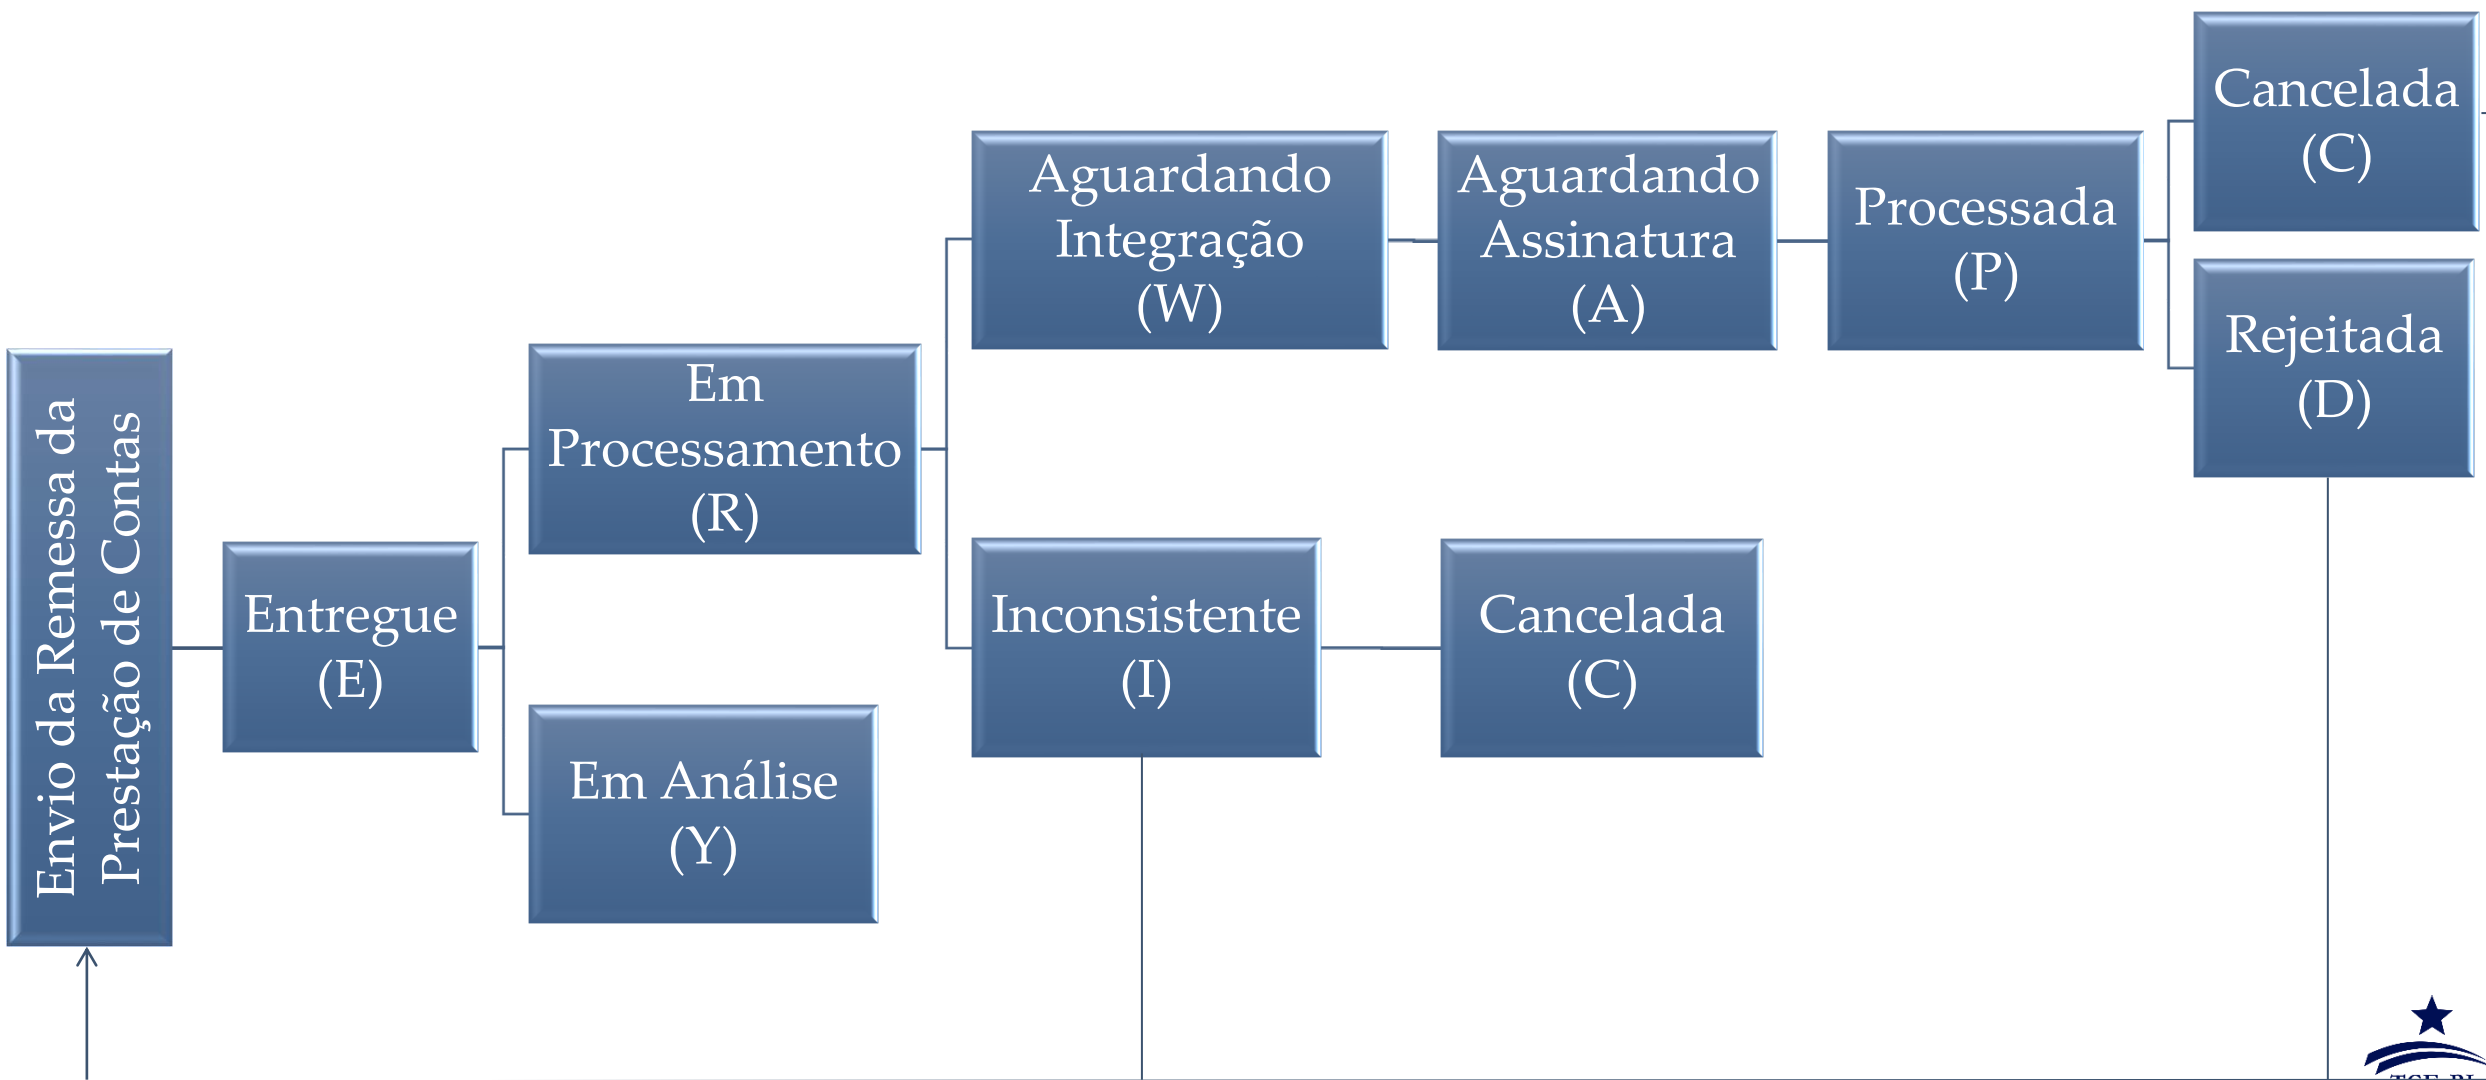 Envio da Remessa da
Prestação de Contas
Entregue
(E)
Em
Processamento
(R)
Em Análise
(Y)
Aguardando
Integração
(W)
Inconsistente
(I)
Aguardando
Assinatura
(A)
Cancelada
(C)
Processada
(P)
Cancelada
(C)
Rejeitada
(D)